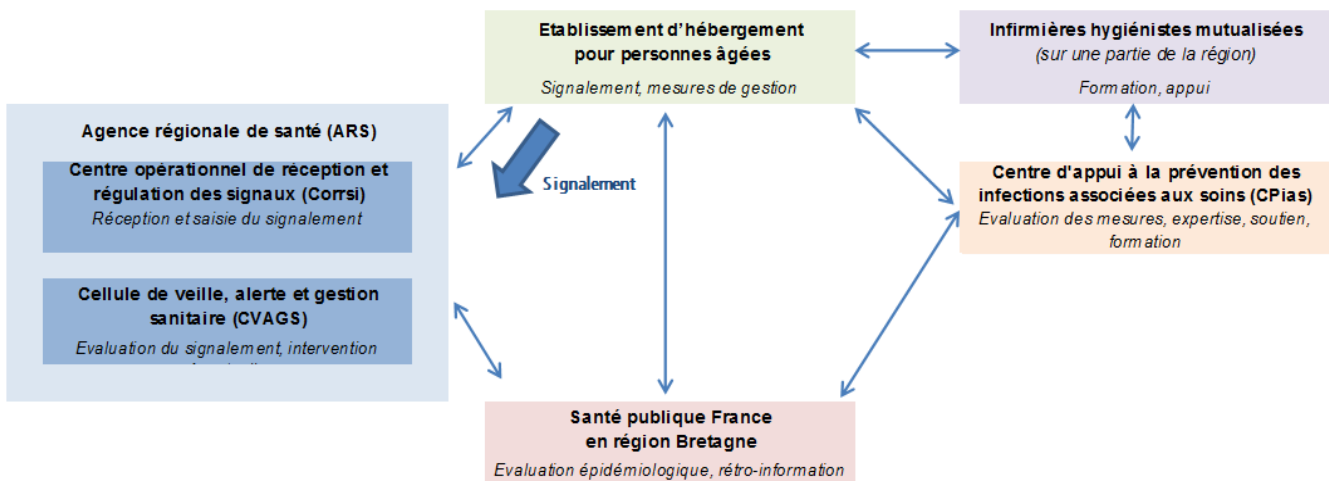 Etablissement d'hébergement
pour personnes âgées
Signalement, mesures de gestion
Infirmières hygiénistes mutualisées
(sur une partie de la région)
Formation, appui
Agence régionale de santé (ARS)
Centre opérationnel de réception et
régulation des signaux (Corrsi)
Réception et saisie du signalement
Signalement
Centre d'appui à la prévention des
infections associées aux soins (CPias)
Evaluation des mesures, expertise, soutien,
formation
Cellule de veille, alerte et gestion
sanitaire (CVAGS)
Evaluation du signalement, intervention
Santé publique France
en région Bretagne
Evaluation épidémiologique, rétro-information